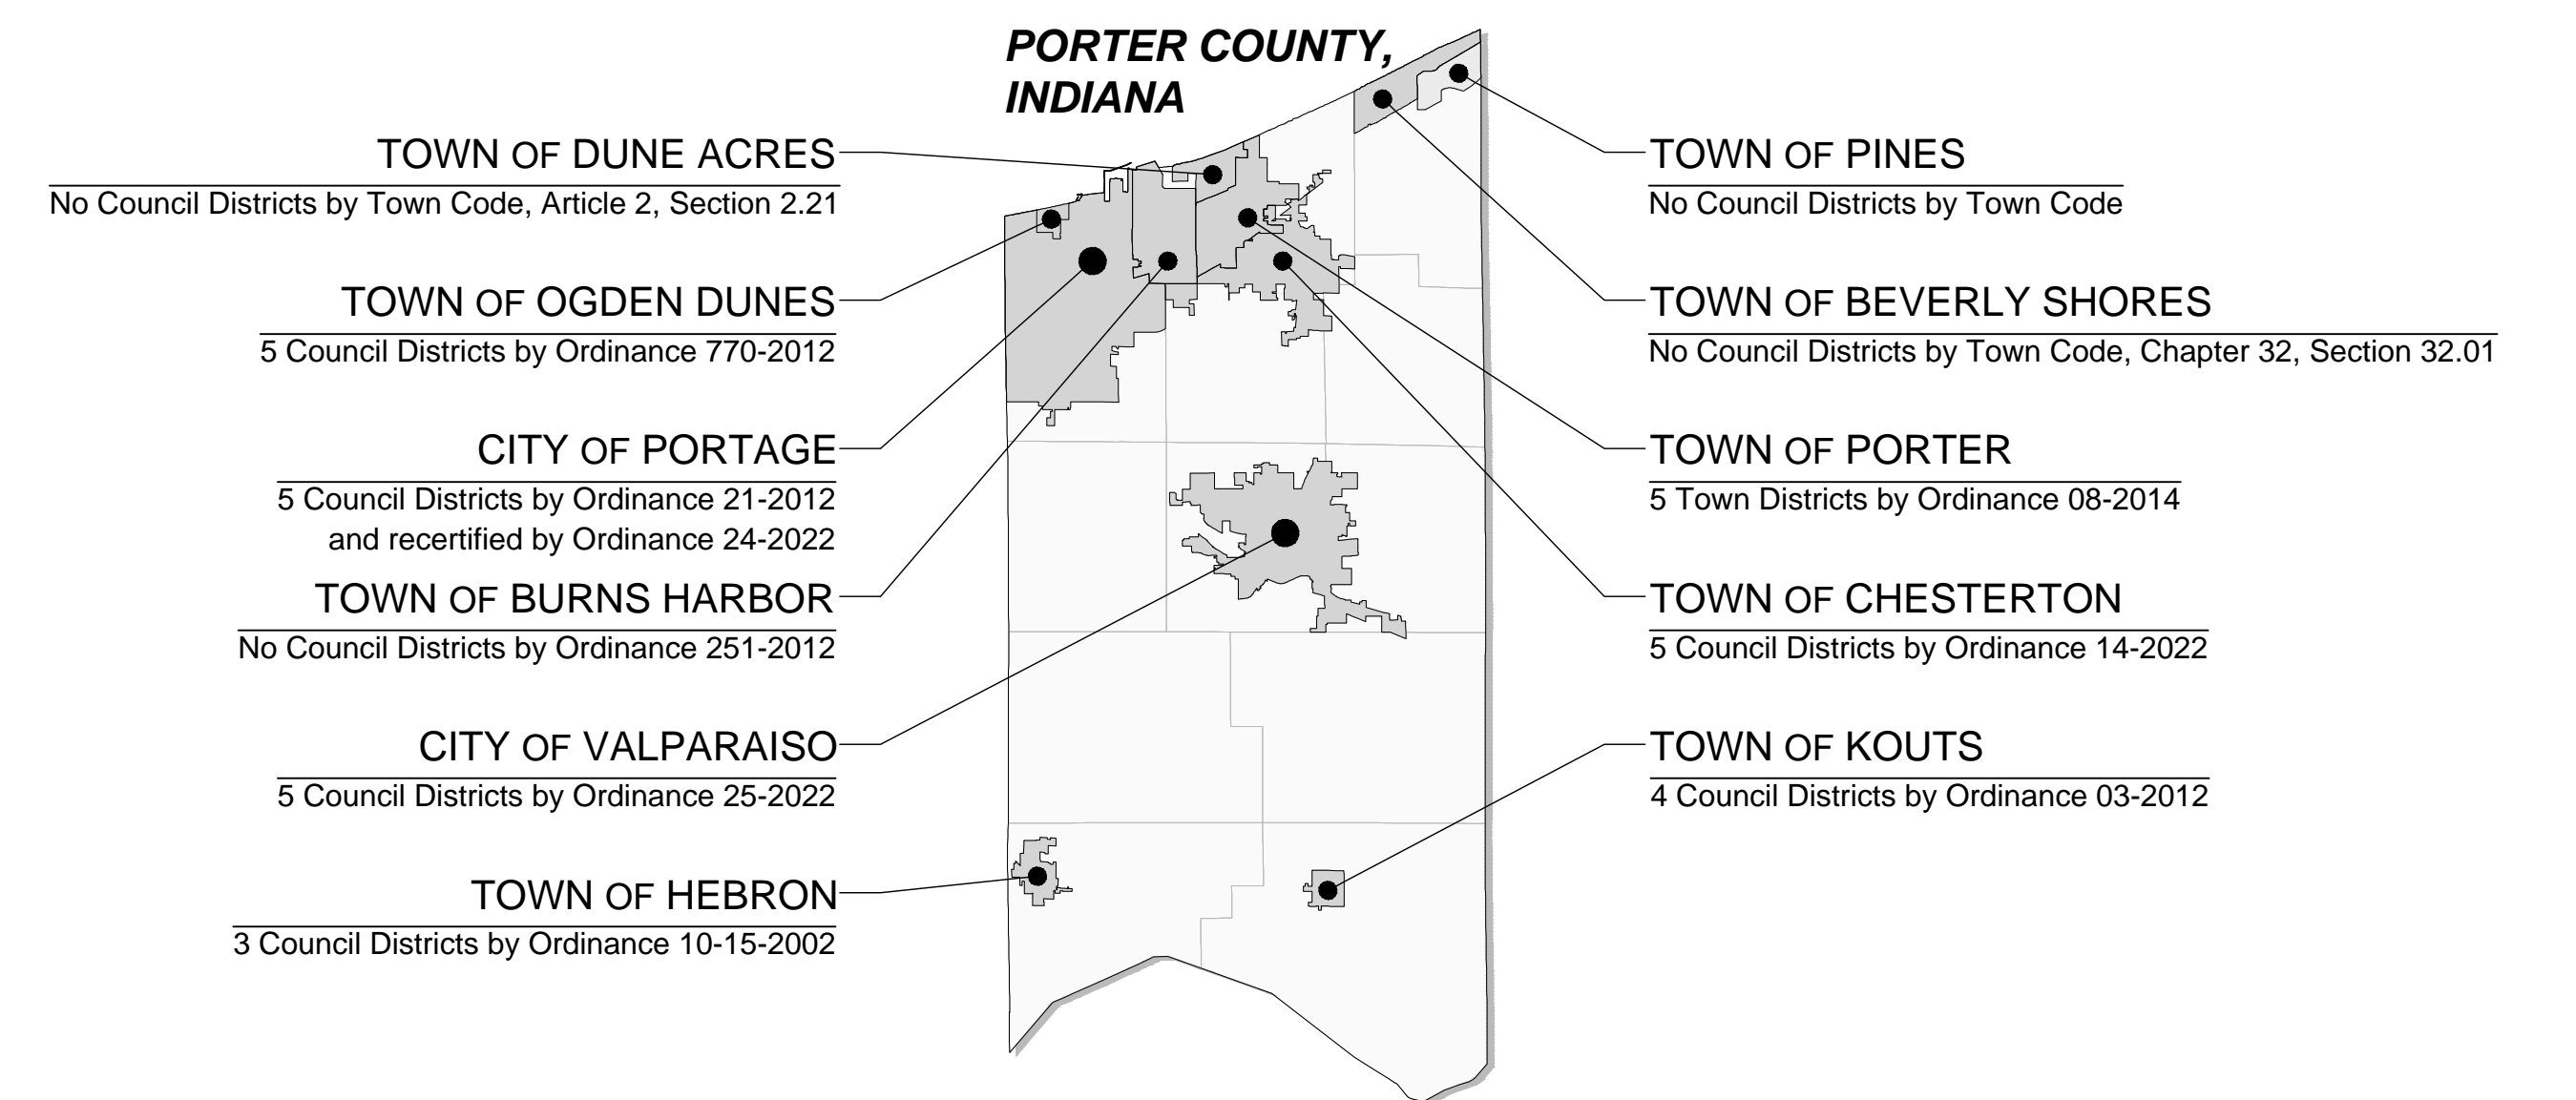 PORTER COUNTY,
INDIANA
TOWN OF DUNE ACRES
No Council Districts by Town Code, Article 2, Section 2.21
TOWN OF OGDEN DUNES
5 Council Districts by Ordinance 770-2012
CITY OF PORTAGE
5 Council Districts by Ordinance 21-2012
and recertified by Ordinance 24-2022
TOWN OF BURNS HARBOR
No Council Districts by Ordinance 251-2012
CITY OF VALPARAISO
5 Council Districts by Ordinance 25-2022
TOWN OF HEBRON
3 Council Districts by Ordinance 10-15-2002
TOWN OF PINES
No Council Districts by Town Code
TOWN OF BEVERLY SHORES
No Council Districts by Town Code, Chapter 32, Section 32.01
TOWN OF PORTER
5 Town Districts by Ordinance 08-2014
TOWN OF CHESTERTON
5 Council Districts by Ordinance 14-2022
TOWN OF KOUTS
4 Council Districts by Ordinance 03-2012